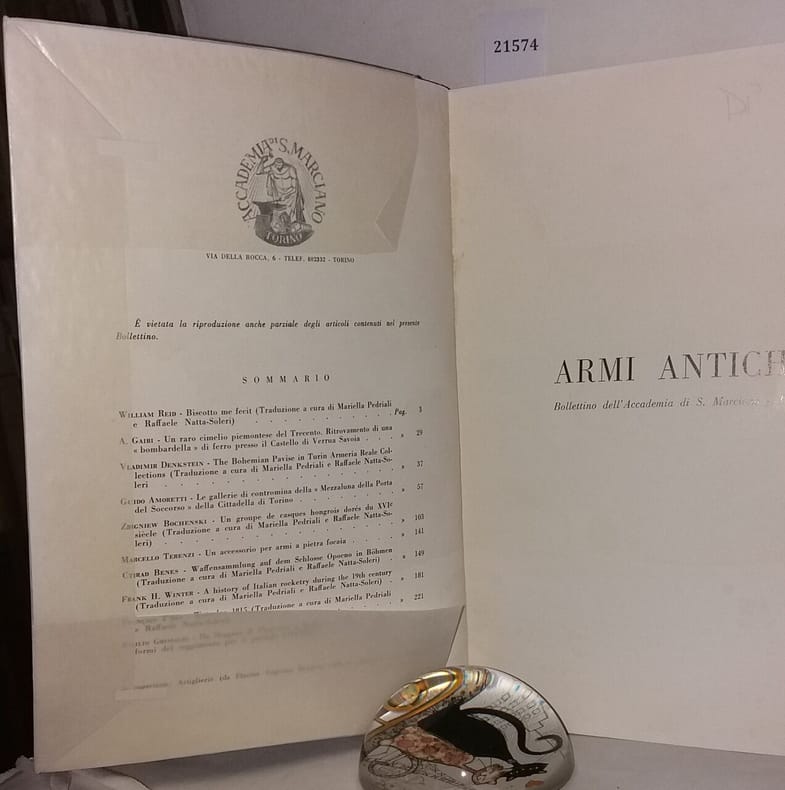 21574
ACCADEMIA DI S. MARCIANO
TORINO
VIA DELLA ROCCA, 6 - TELEF. 882332 - TORINO
È vietata la riproduzione anche parziale degli articoli contenuti nel presente
Bollettino.
SOMMARIO
WILLIAM REID - Biscotto me fecit (Traduzione a cura di Mariella Pedriali
e Raffaele Natta-Soleri) . . . . . . . . . . Pag. 3
A. GAIBI - Un raro cimelio piemontese del Trecento. Ritrovamento di una
« bombardella » di ferro presso il Castello di Verrua Savoia . . . . » 29
VLADIMIR DENKSTEIN - The Bohemian Pavise in Turin Armeria Reale Col-
lections (Traduzione a cura di Mariella Pedriali e Raffaele Natta-So-
leri . . . . . . . . . . » 37
GUIDO AMORETTI - Le gallerie di contromina della « Mezzaluna della Porta
del Soccorso » della Cittadella di Torino . . . . . . . » 57
ZBIGNIEW BOCHENSKI - Un groupe de casques hongrois dorés du XVIe
siècle (Traduzione a cura di Mariella Pedriali e Raffaele Natta-So-
leri) . . . . . . . . . . » 103
MARCELLO TERENZI - Un accessorio per armi a pietra focaia . . . . » 141
CTIRAD BENES - Waffensammlung auf dem Schlosse Opocno in Böhmen
(Traduzione a cura di Mariella Pedriali e Raffaele Natta-Soleri) . . » 149
FRANK H. WINTER - A history of Italian rocketry during the 19th century
(Traduzione a cura di Mariella Pedriali e Raffaele Natta-Soleri) . . » 181
1815 (Traduzione a cura di Mariella Pedriali
e Raffaele Natta-Soleri) » 221
ARMI ANTICH
Bollettino dell'Accademia di S. Marciano